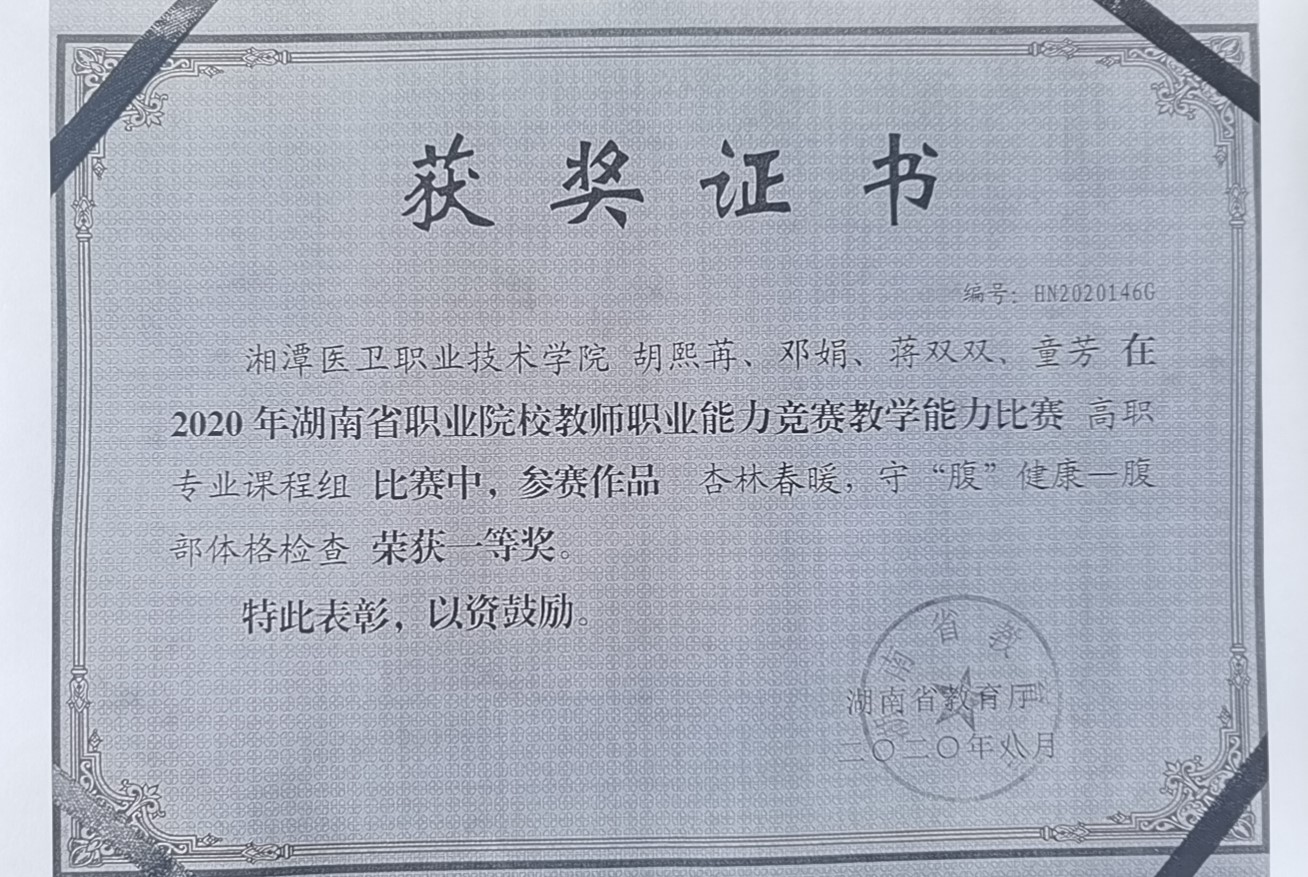 获奖证书
编号：HN2020146G
湘潭医卫职业技术学院 胡熙苒、邓娟、蒋双双、童芳 在
2020 年湖南省职业院校教师职业能力竞赛教学能力比赛 高职
专业课程组 比赛中，参赛作品 杏林春暖，守“腹”健康—腹
部体格检查 荣获一等奖。
特此表彰，以资鼓励。
湖南省教育厅
二〇二〇年八月